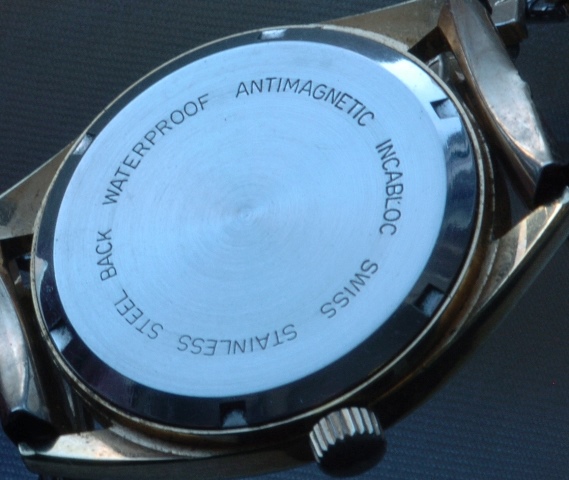 WATERPROOF ANTIMAGNETIC INCABLOC SWISS STAINLESS STEEL BACK